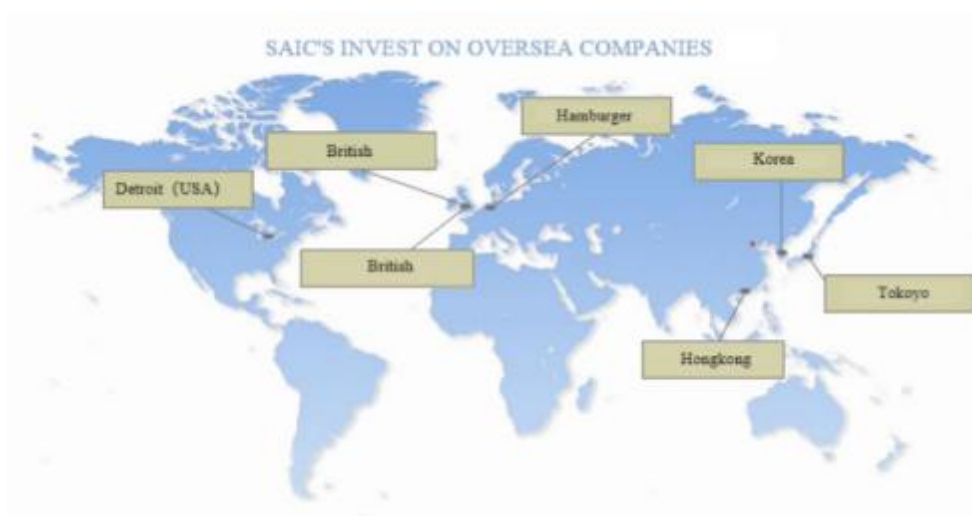 SAIC'S INVEST ON OVERSEA COMPANIES
Hamburger
British
Korea
Detroit (USA)
British
Tokoyo
Hongkong